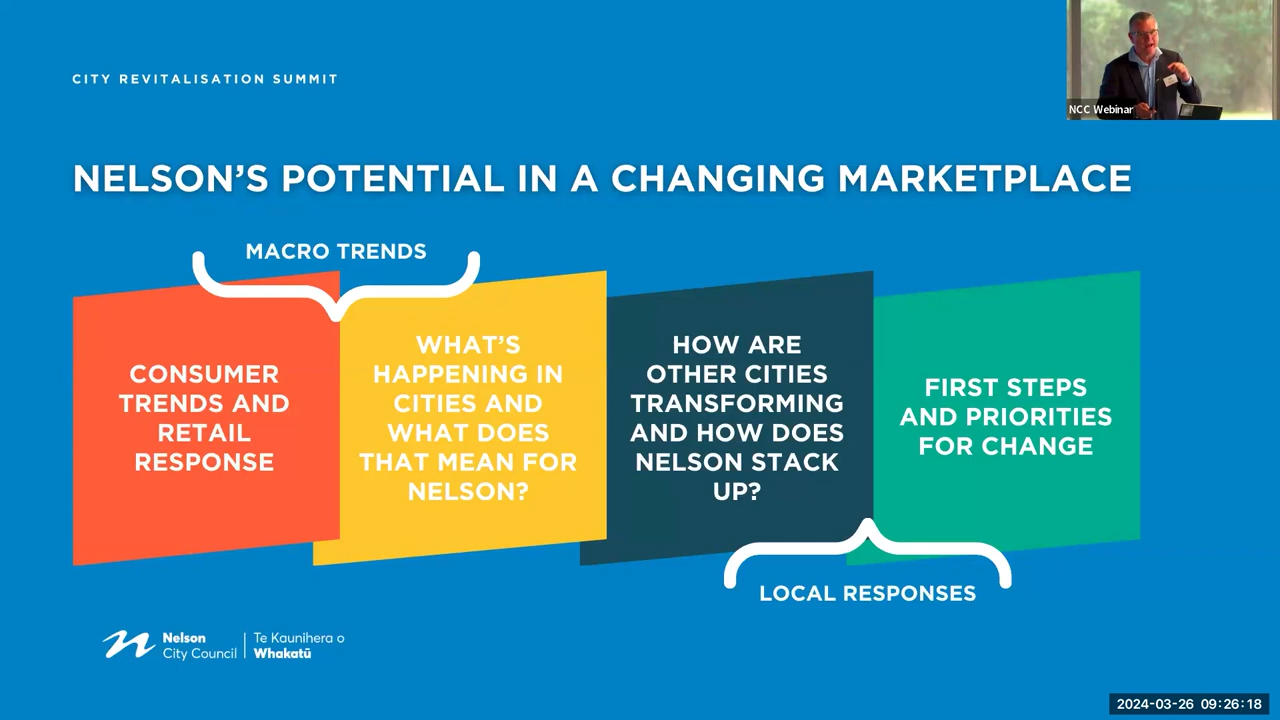 CITY REVITALISATION SUMMIT
NCC Webinar
NELSON'S POTENTIAL IN A CHANGING MARKETPLACE
MACRO TRENDS
CONSUMER
TRENDS AND
RETAIL
RESPONSE
WHAT'S
HAPPENING IN
CITIES AND
WHAT DOES
THAT MEAN FOR
NELSON?
HOW ARE
OTHER CITIES
TRANSFORMING
AND HOW DOES
NELSON STACK
UP?
FIRST STEPS
AND PRIORITIES
FOR CHANGE
LOCAL RESPONSES
Nelson
City Council
Te Kaunihera o
Whakatū
2024-03-26 09:26:18